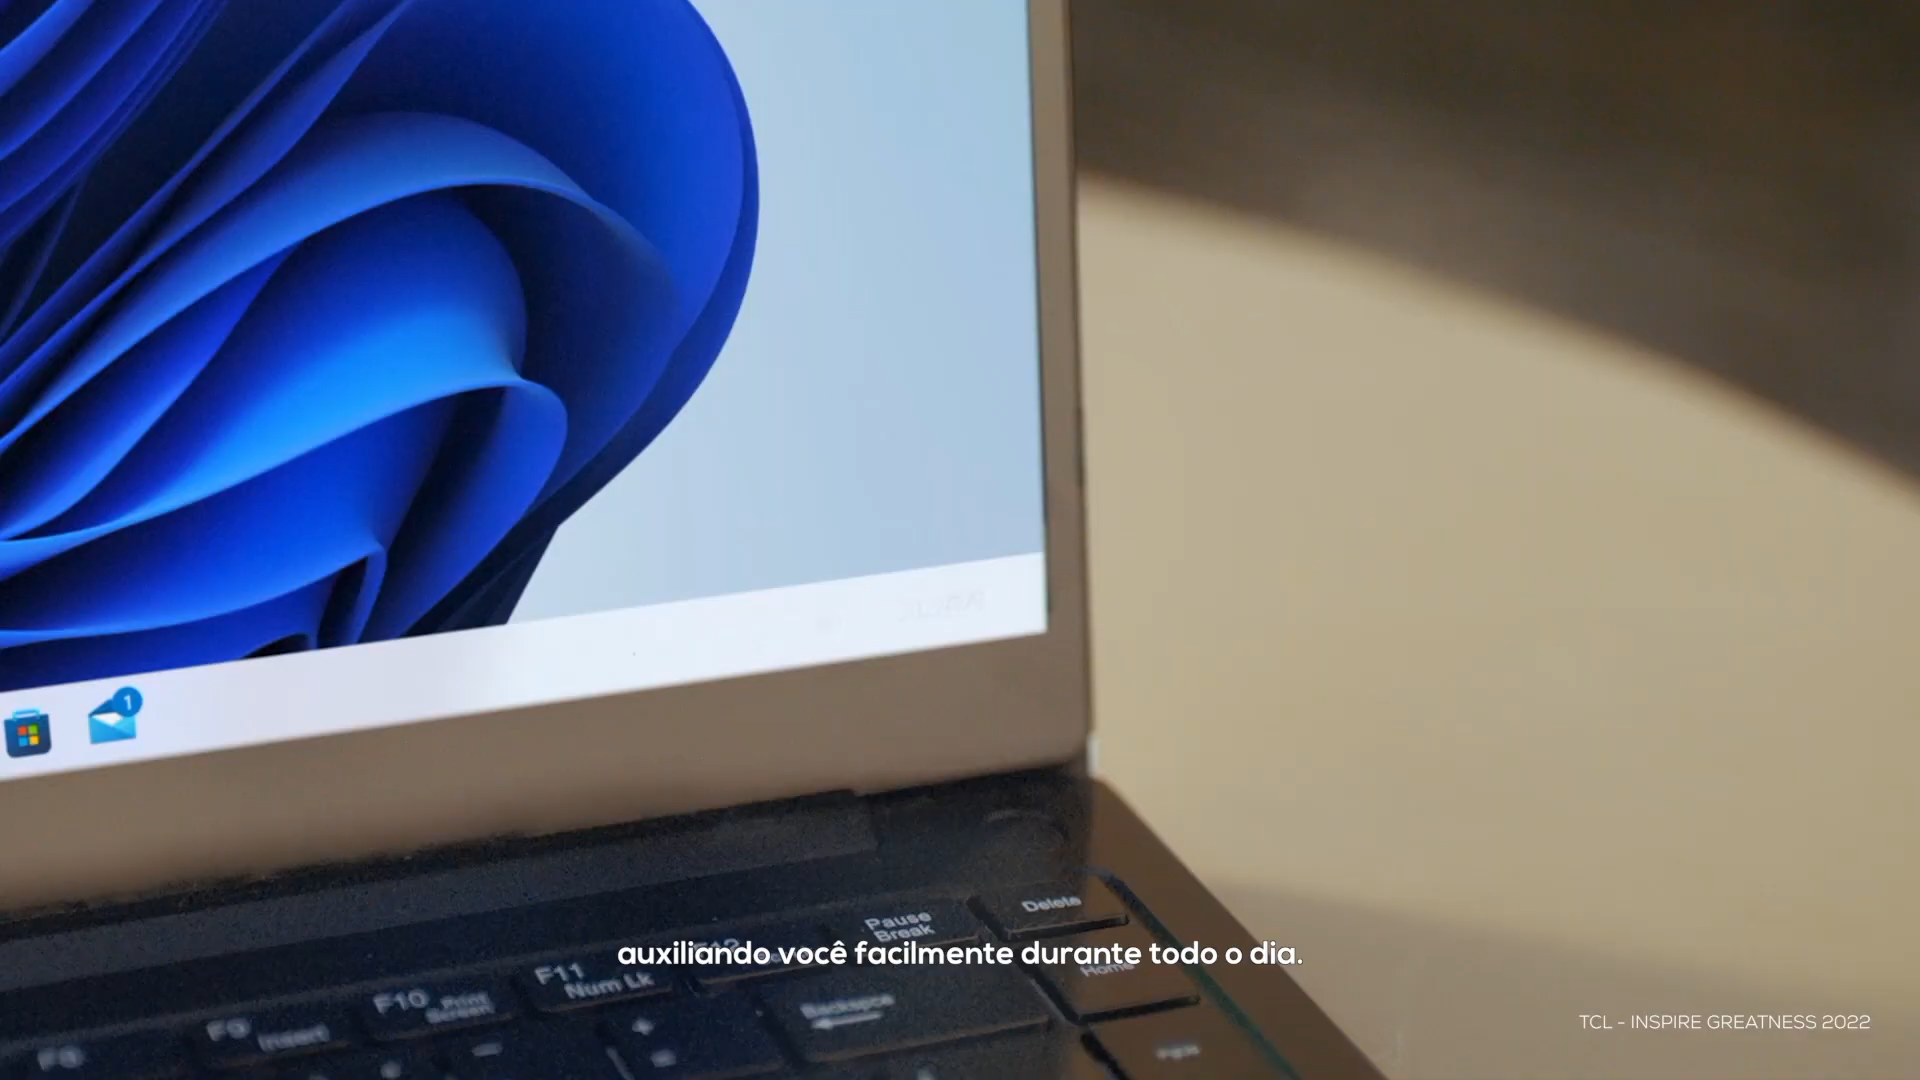 1
Delete
Pause
Break
auxiliando você facilmente durante todo o dia.
Home
F11
Num Lk
F10 Print
Screen
Backspace
F9 Insert
TCL - INSPIRE GREATNESS 2022